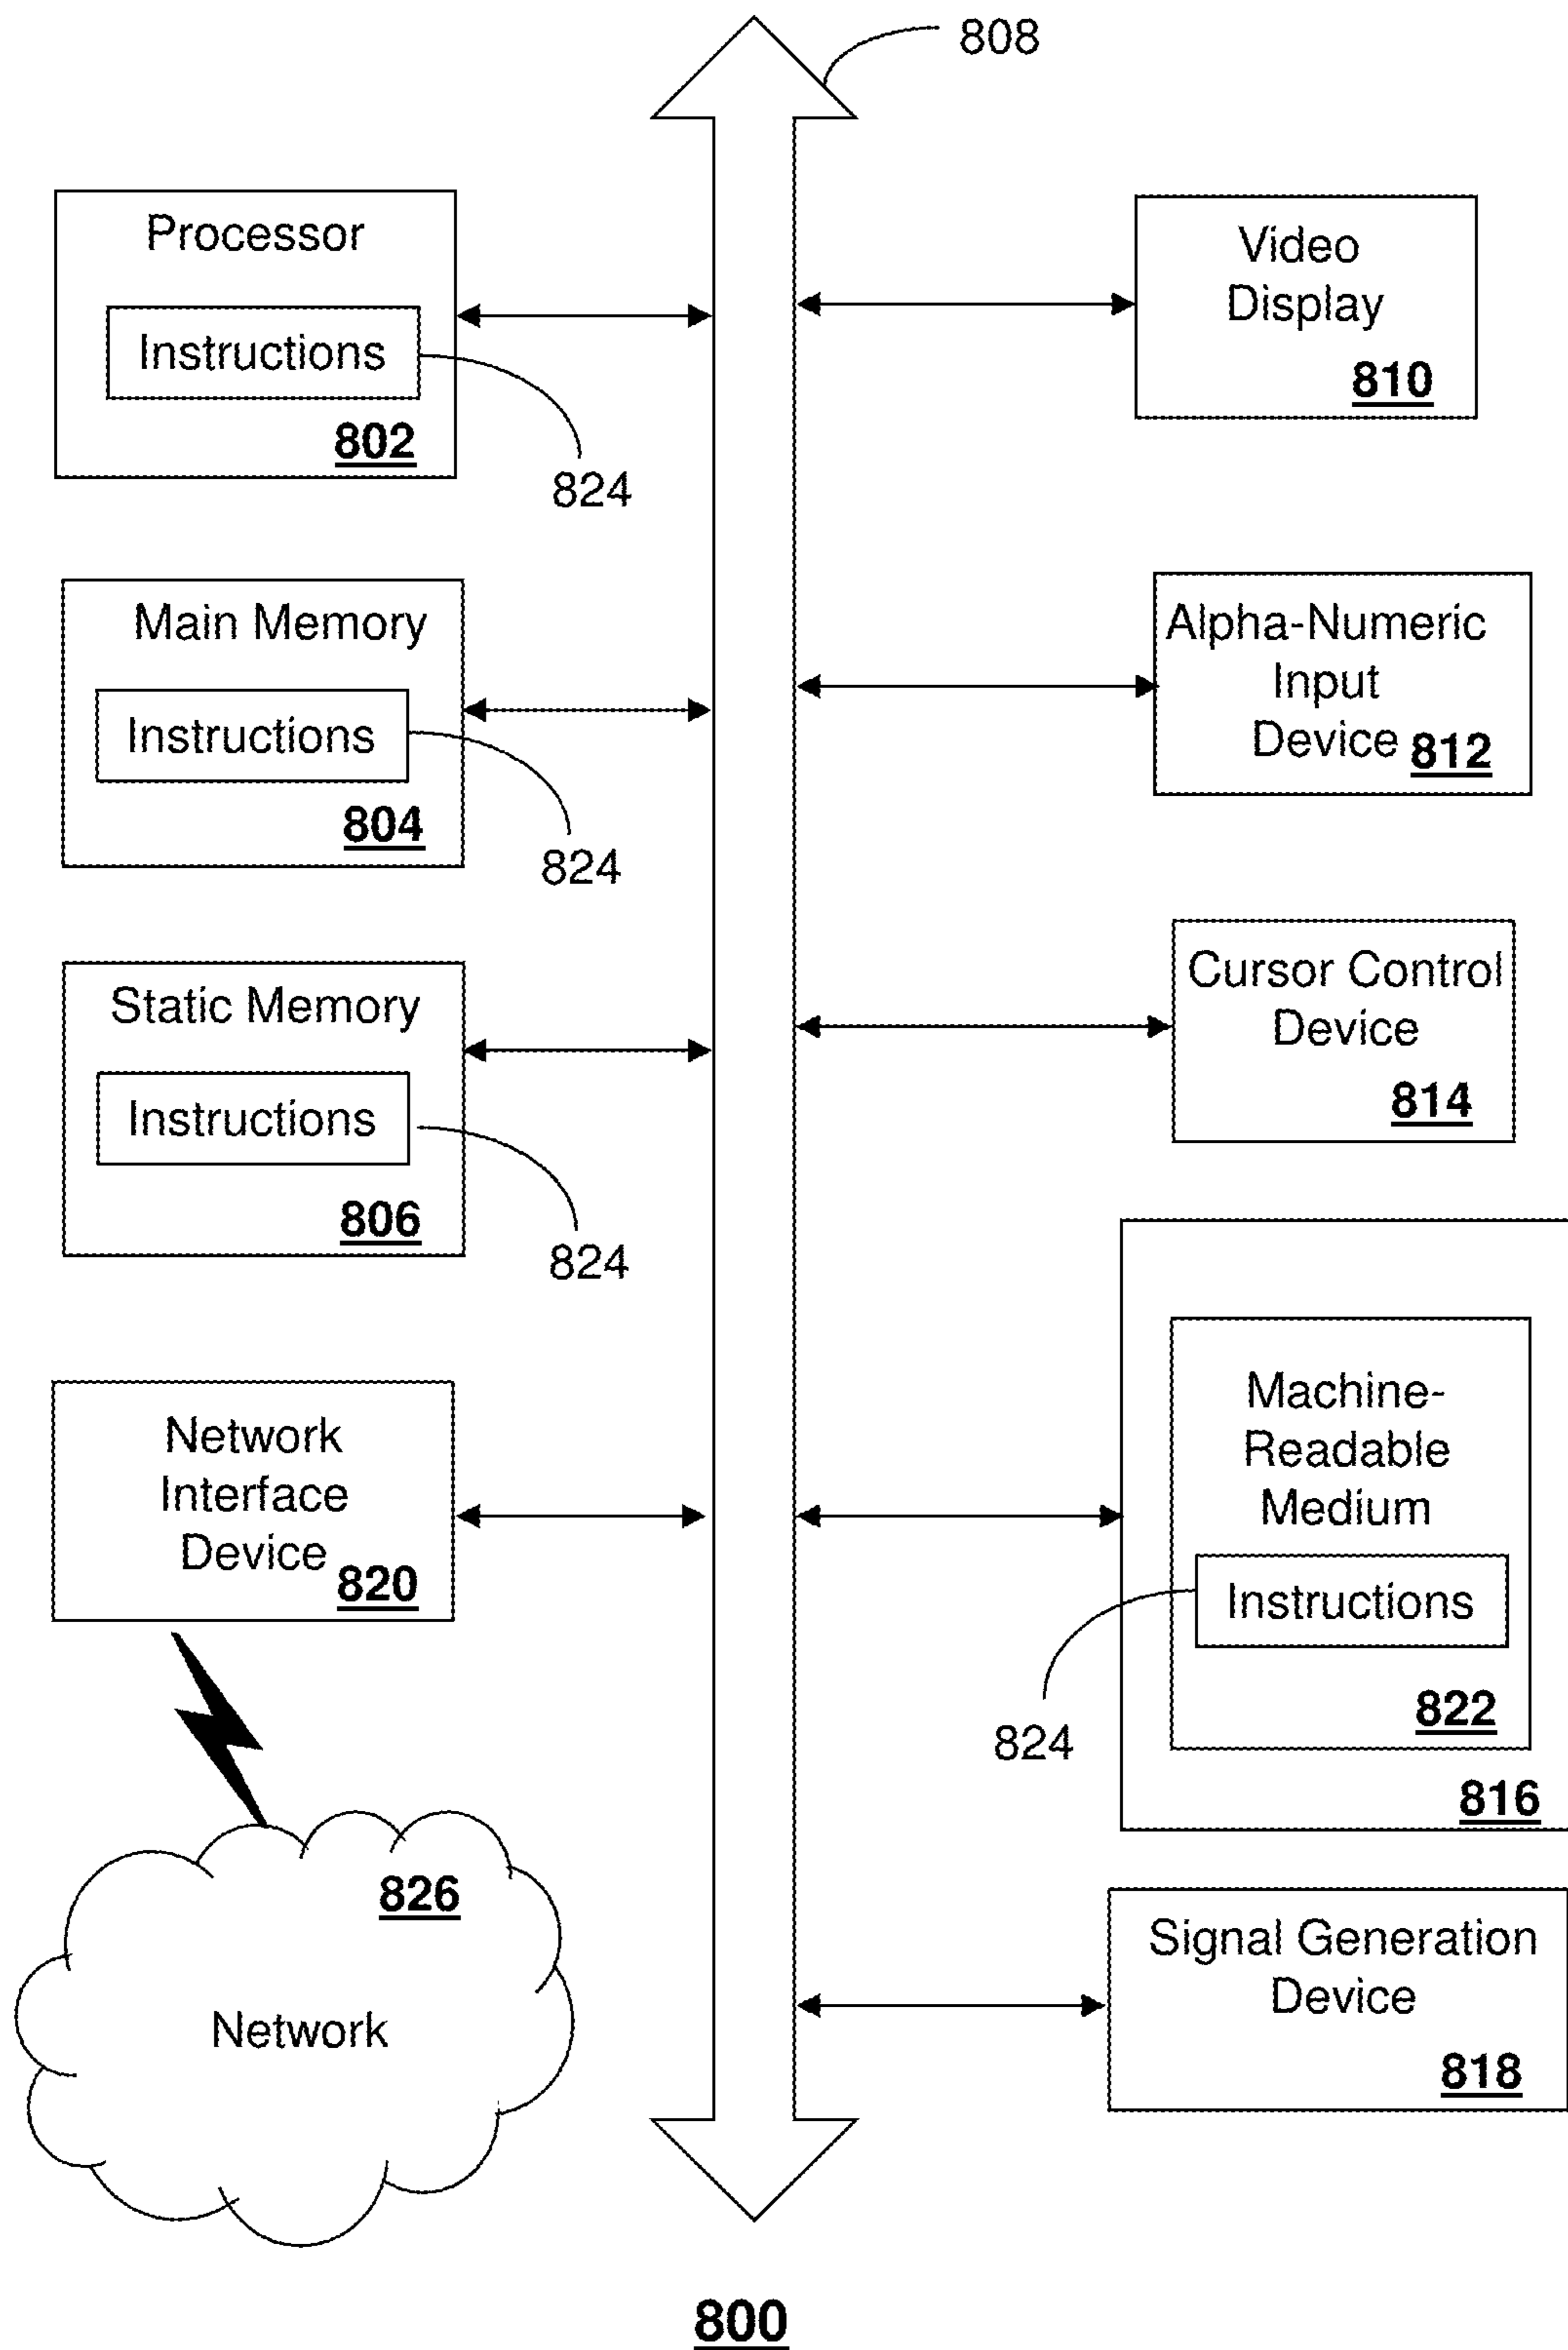 808
Processor
Instructions
802
824
Main Memory
Instructions
804
824
Static Memory
Instructions
806
824
Network
Interface
Device
820
826
Network
Video
Display
810
Alpha-Numeric
Input
Device 812
Cursor Control
Device
814
Machine-
Readable
Medium
Instructions
822
824
816
Signal Generation
Device
818
800